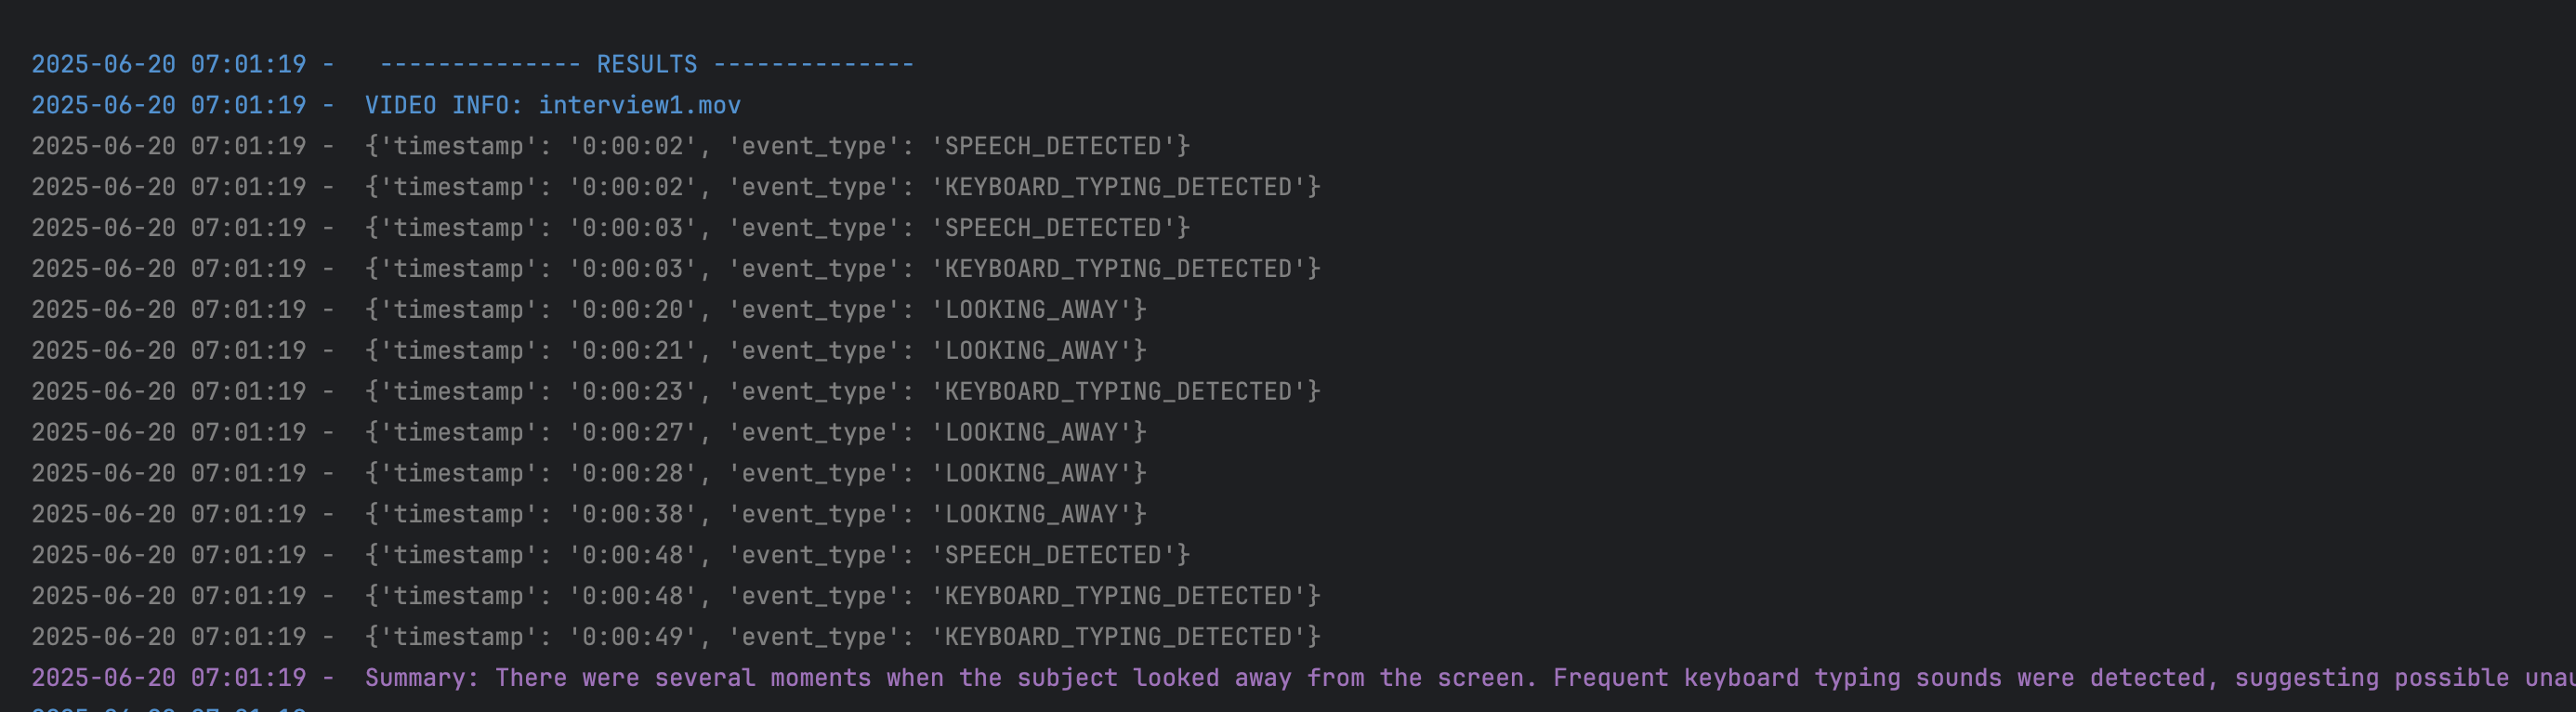 2025-06-20 07:01:19 -   -------------- RESULTS --------------
2025-06-20 07:01:19 -  VIDEO INFO: interview1.mov
2025-06-20 07:01:19 -  {'timestamp': '0:00:02', 'event_type': 'SPEECH_DETECTED'}
2025-06-20 07:01:19 -  {'timestamp': '0:00:02', 'event_type': 'KEYBOARD_TYPING_DETECTED'}
2025-06-20 07:01:19 -  {'timestamp': '0:00:03', 'event_type': 'SPEECH_DETECTED'}
2025-06-20 07:01:19 -  {'timestamp': '0:00:03', 'event_type': 'KEYBOARD_TYPING_DETECTED'}
2025-06-20 07:01:19 -  {'timestamp': '0:00:20', 'event_type': 'LOOKING_AWAY'}
2025-06-20 07:01:19 -  {'timestamp': '0:00:21', 'event_type': 'LOOKING_AWAY'}
2025-06-20 07:01:19 -  {'timestamp': '0:00:23', 'event_type': 'KEYBOARD_TYPING_DETECTED'}
2025-06-20 07:01:19 -  {'timestamp': '0:00:27', 'event_type': 'LOOKING_AWAY'}
2025-06-20 07:01:19 -  {'timestamp': '0:00:28', 'event_type': 'LOOKING_AWAY'}
2025-06-20 07:01:19 -  {'timestamp': '0:00:38', 'event_type': 'LOOKING_AWAY'}
2025-06-20 07:01:19 -  {'timestamp': '0:00:48', 'event_type': 'SPEECH_DETECTED'}
2025-06-20 07:01:19 -  {'timestamp': '0:00:48', 'event_type': 'KEYBOARD_TYPING_DETECTED'}
2025-06-20 07:01:19 -  {'timestamp': '0:00:49', 'event_type': 'KEYBOARD_TYPING_DETECTED'}
2025-06-20 07:01:19 -  Summary: There were several moments when the subject looked away from the screen. Frequent keyboard typing sounds were detected, suggesting possible